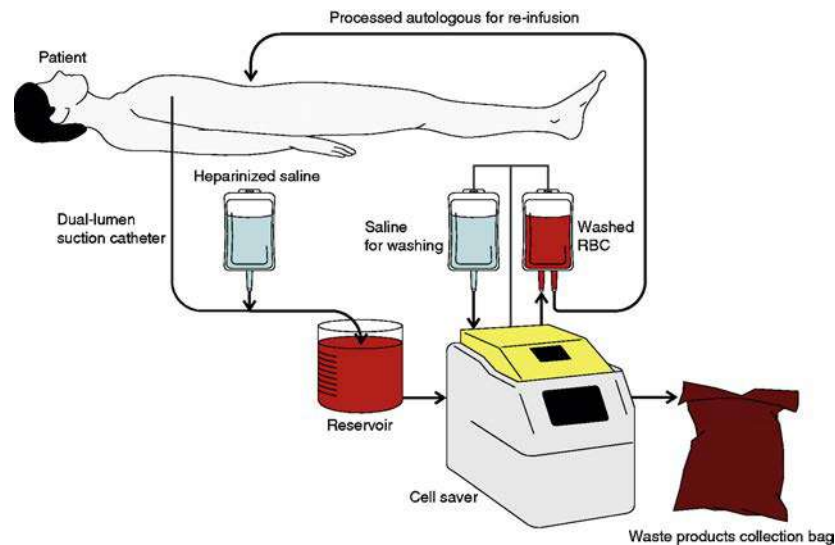 Processed autologous for re-infusion
Patient
Heparinized saline
Dual-lumen
suction catheter
Saline
for washing
Washed
RBC
Reservoir
Cell saver
Waste products collection bag